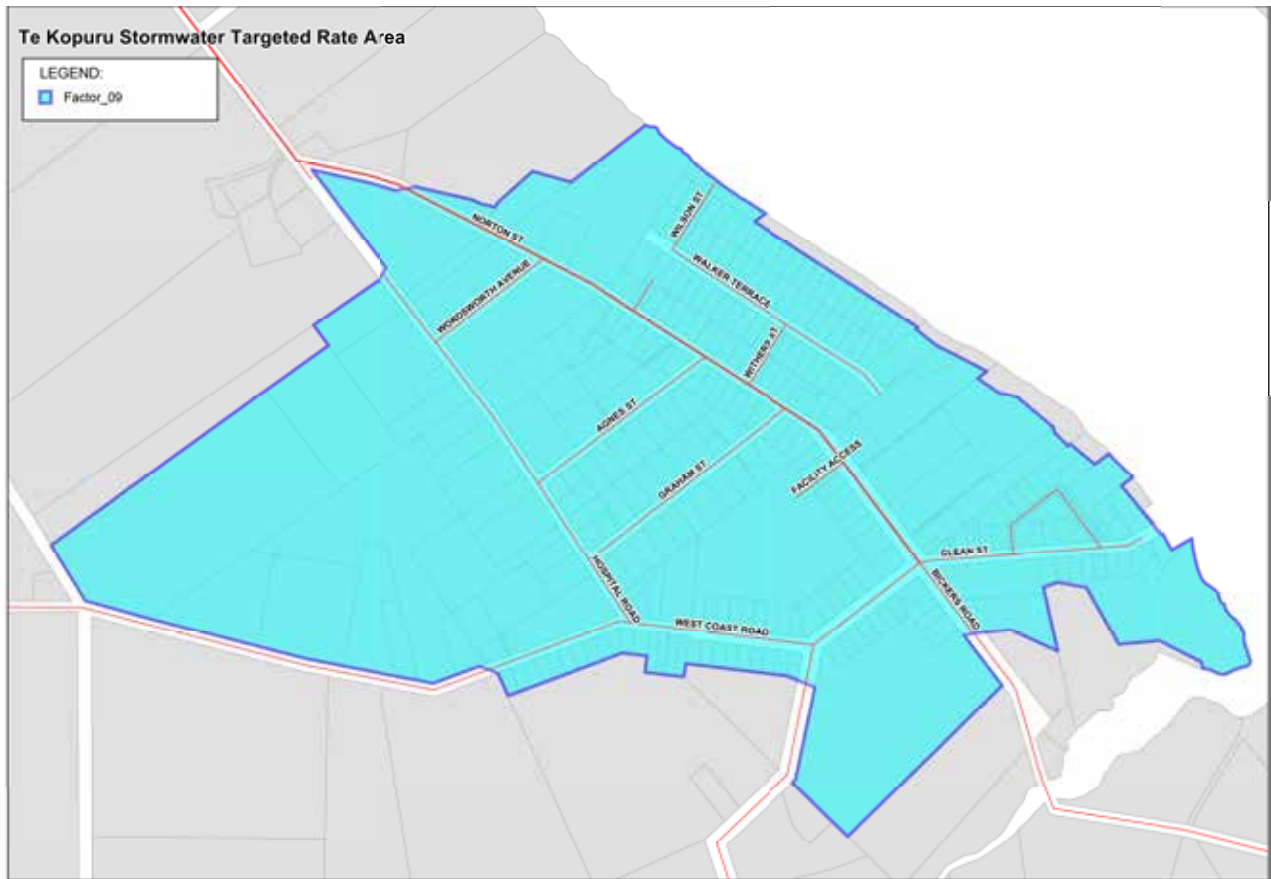 Te Kopuru Stormwater Targeted Rate Area
LEGEND:
Factor_09
WILSON ST
NORTON ST
WALKER TERRACE
WORDSWORTH AVENUE
WITHERS ST
AGNES ST
FACILITY ACCESS
GRAHAM ST
CLEAN ST
HOSPITAL ROAD
BICKERS ROAD
WEST COAST ROAD